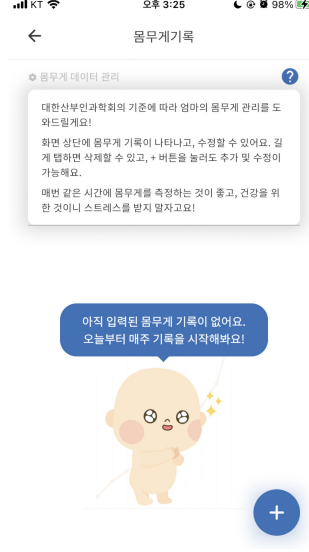 KT 오후 3:25 98%
몸무게기록
몸무게 데이터 관리 ?
대한산부인과학회의 기준에 따라 엄마의 몸무게 관리를 도
와드릴게요!
화면 상단에 몸무게 기록이 나타나고, 수정할 수 있어요. 길
게 탭하면 삭제할 수 있고, + 버튼을 눌러도 추가 및 수정이
가능해요.
매번 같은 시간에 몸무게를 측정하는 것이 좋고, 건강을 위
한 것이니 스트레스를 받지 말자고요!
아직 입력된 몸무게 기록이 없어요.
오늘부터 매주 기록을 시작해봐요!
+